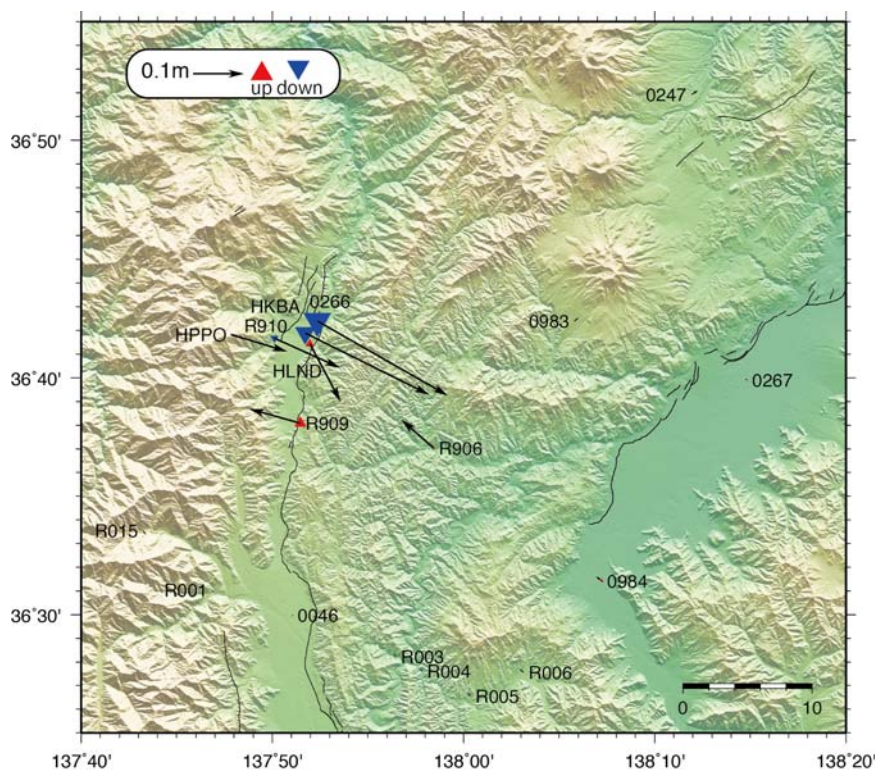 0.1m
up down
0247
36°50'
HKBA 0266
R910
HPPO
0983
HLND
36°40'
0267
R909
R906
R015
R001
0984
36°30'
0046
R003
R004
R006
R005
0
10
137°40'
137°50'
138°00'
138°10'
138°20'